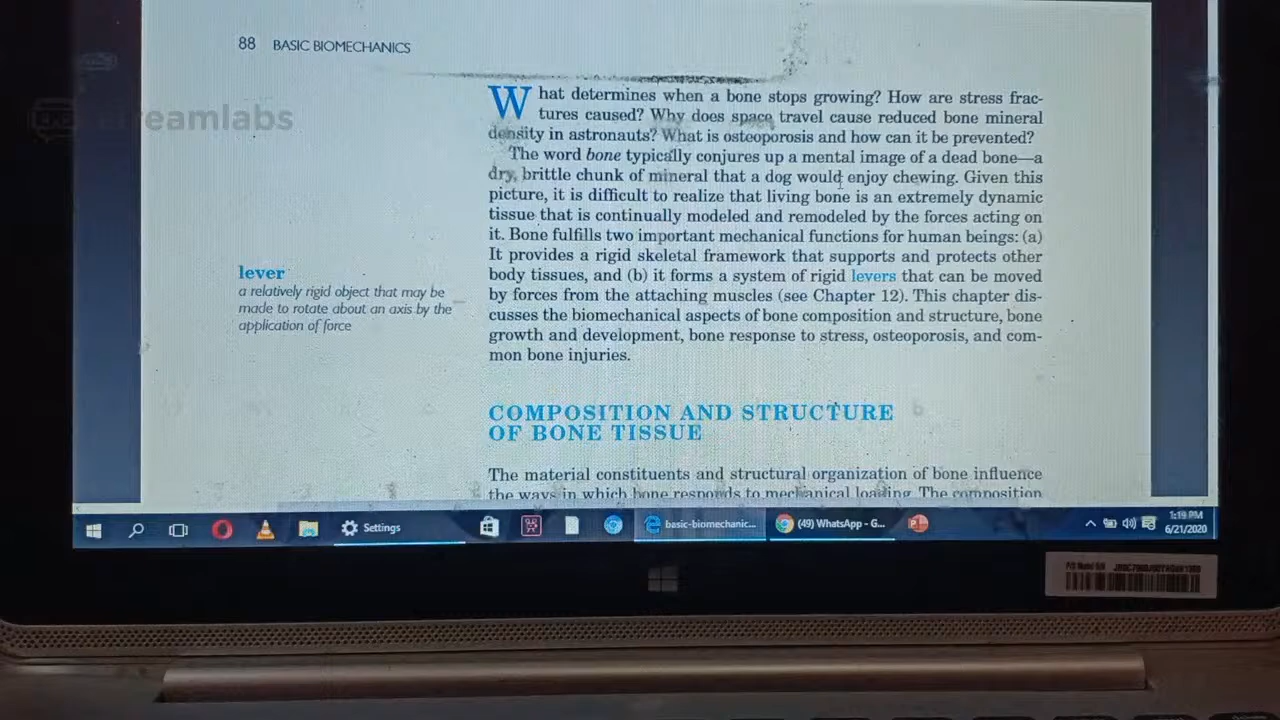 88 BASIC BIOMECHANICS
Streamlabs
What determines when a bone stops growing? How are stress frac-
tures caused? Why does space travel cause reduced bone mineral
density in astronauts? What is osteoporosis and how can it be prevented?
The word bone typically conjures up a mental image of a dead bone—a
dry, brittle chunk of mineral that a dog would enjoy chewing. Given this
picture, it is difficult to realize that living bone is an extremely dynamic
tissue that is continually modeled and remodeled by the forces acting on
it. Bone fulfills two important mechanical functions for human beings: (a)
It provides a rigid skeletal framework that supports and protects other
body tissues, and (b) it forms a system of rigid levers that can be moved
by forces from the attaching muscles (see Chapter 12). This chapter dis-
cusses the biomechanical aspects of bone composition and structure, bone
growth and development, bone response to stress, osteoporosis, and com-
mon bone injuries.
lever
a relatively rigid object that may be
made to rotate about an axis by the
application of force
COMPOSITION AND STRUCTURE
OF BONE TISSUE
The material constituents and structural organization of bone influence
the ways in which bone responds to mechanical loading. The composition
Settings
basic-biomechanic...
(49) WhatsApp - G...
1:19 PM
6/21/2020